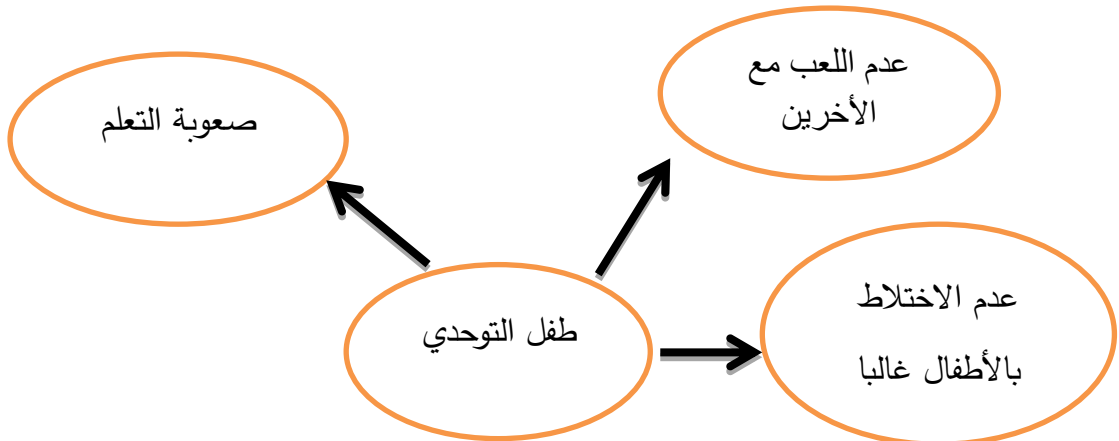 عدم اللعب مع
الأخرين
صعوبة التعلم
عدم الاختلاط
بالأطفال غالبا
طفل التوحدي